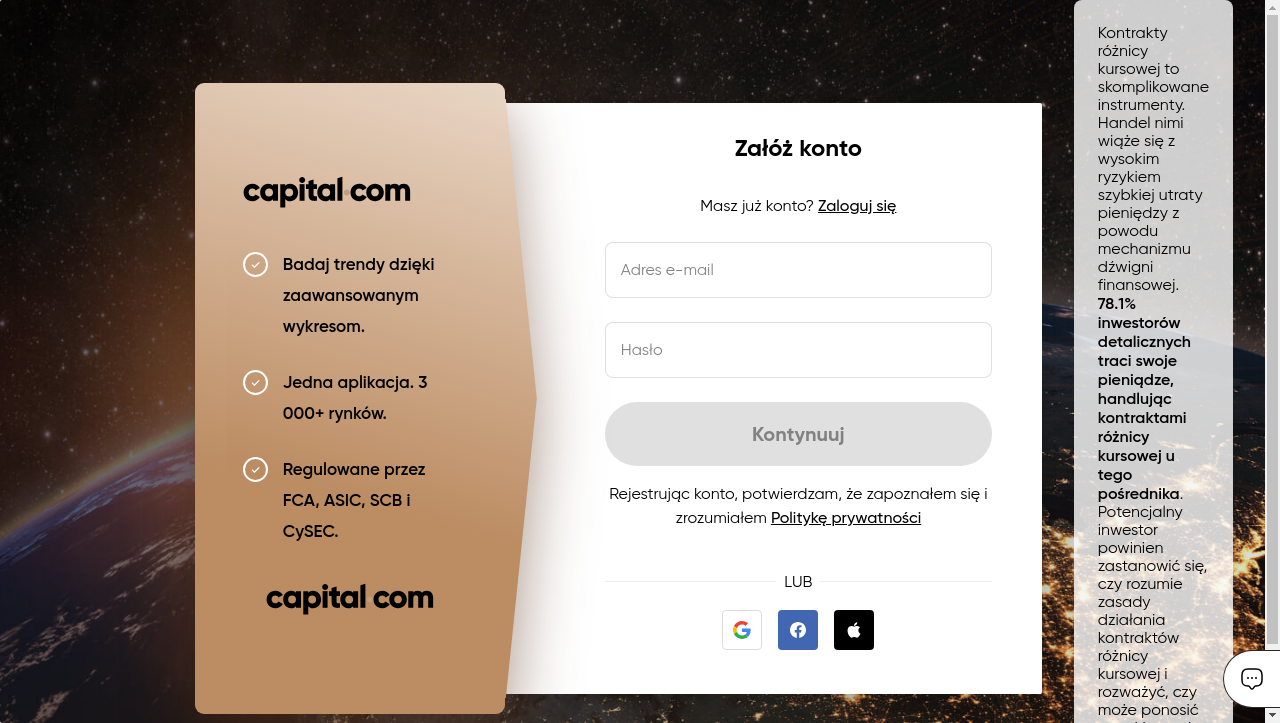 capital.com
Badaj trendy dzięki
zaawansowanym
wykresom.
Jedna aplikacja. 3
000+ rynków.
Regulowane przez
FCA, ASIC, SCB i
CySEC.
capital com
Załóż konto
Masz już konto? Zaloguj się
Adres e-mail
Hasło
Kontynuuj
Rejestrując konto, potwierdzam, że zapoznałem się i
zrozumiałem Politykę prywatności
LUB
Kontrakty
różnicy
kursowej to
skomplikowane
instrumenty.
Handel nimi
wiąże się z
wysokim
ryzykiem
szybkiej utraty
pieniędzy z
powodu
mechanizmu
dźwigni
finansowej.
78.1%
inwestorów
detalicznych
traci swoje
pieniądze,
handlując
kontraktami
różnicy
kursowej u
tego
pośrednika.
Potencjalny
inwestor
powinien
zastanowić się,
czy rozumie
zasady
działania
kontraktów
różnicy
kursowej i
rozważyć, czy
może ponosić